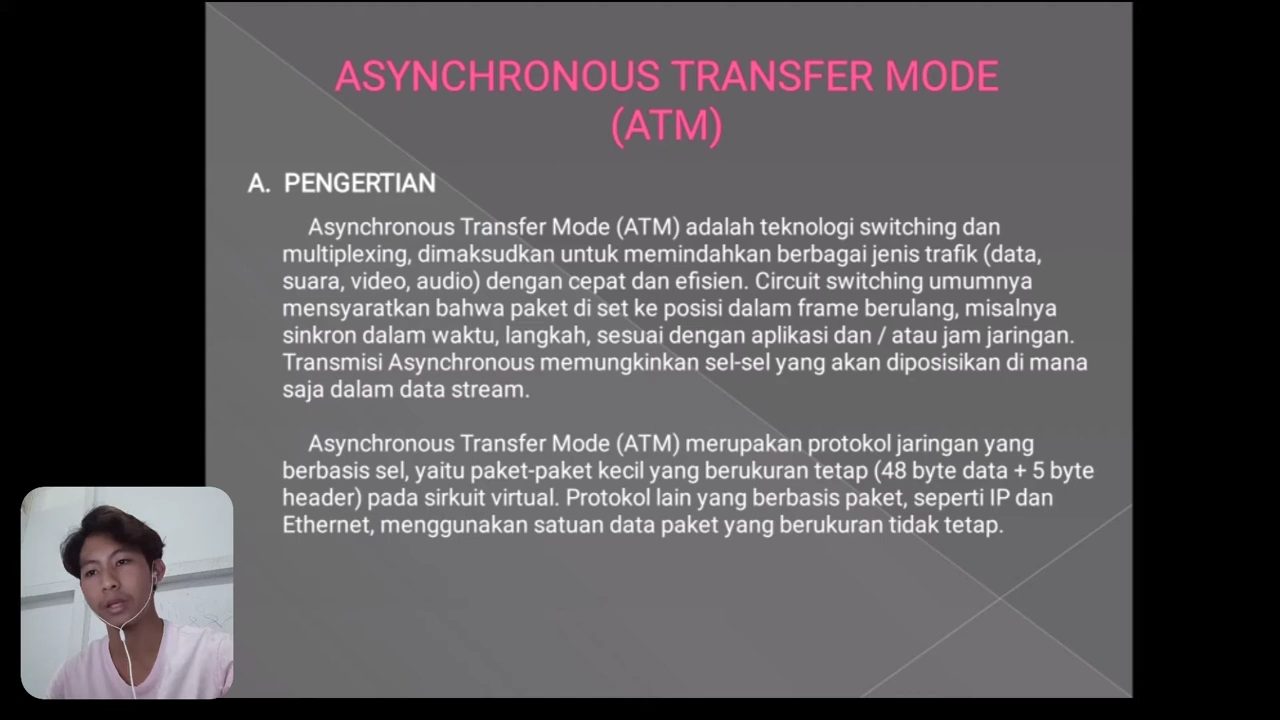 ASYNCHRONOUS TRANSFER MODE
(ATM)
A. PENGERTIAN
Asynchronous Transfer Mode (ATM) adalah teknologi switching dan
multiplexing, dimaksudkan untuk memindahkan berbagai jenis trafik (data,
suara, video, audio) dengan cepat dan efisien. Circuit switching umumnya
mensyaratkan bahwa paket di set ke posisi dalam frame berulang, misalnya
sinkron dalam waktu, langkah, sesuai dengan aplikasi dan / atau jam jaringan.
Transmisi Asynchronous memungkinkan sel-sel yang akan diposisikan di mana
saja dalam data stream.
Asynchronous Transfer Mode (ATM) merupakan protokol jaringan yang
berbasis sel, yaitu paket-paket kecil yang berukuran tetap (48 byte data + 5 byte
header) pada sirkuit virtual. Protokol lain yang berbasis paket, seperti IP dan
Ethernet, menggunakan satuan data paket yang berukuran tidak tetap.